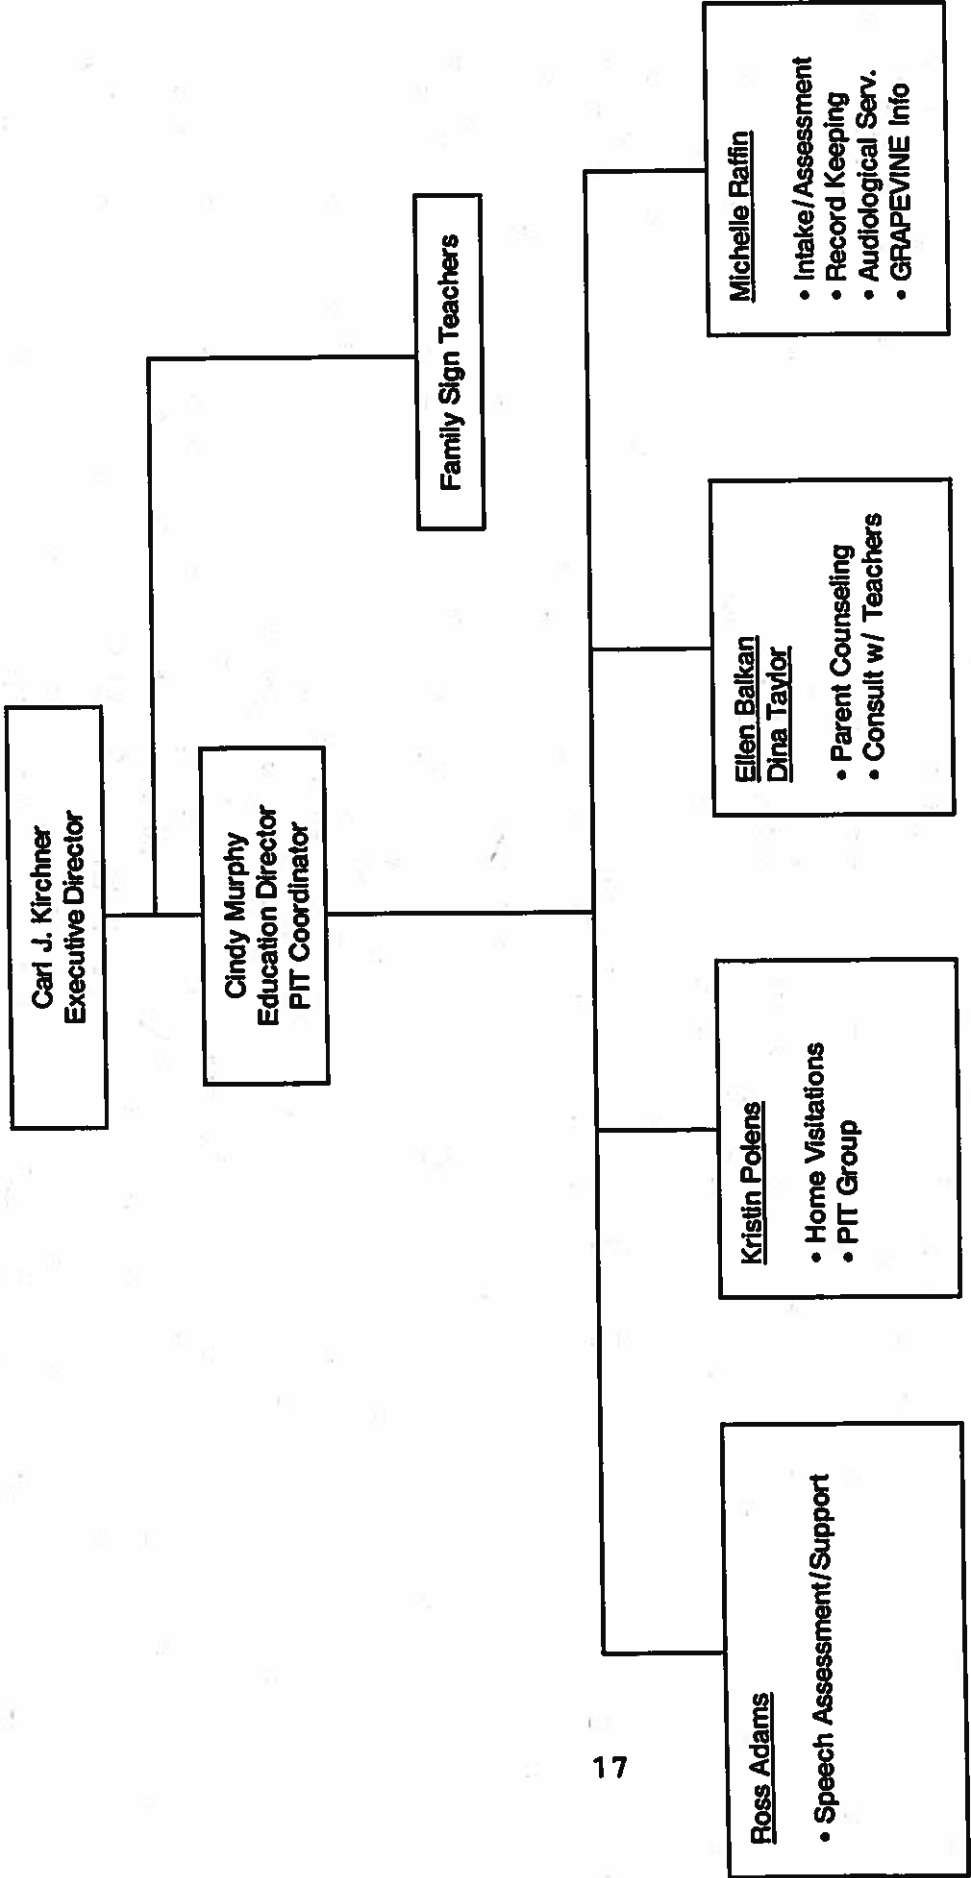 Carl J. Kirchner
Executive Director
Cindy Murphy
Education Director
PIT Coordinator
Family Sign Teachers
Ross Adams
• Speech Assessment/Support
Kristin Polens
• Home Visitations
• PIT Group
Ellen Balkan
Dina Taylor
• Parent Counseling
• Consult w/ Teachers
Michelle Raffin
• Intake/Assessment
• Record Keeping
• Audiological Serv.
• GRAPEVINE Info
17